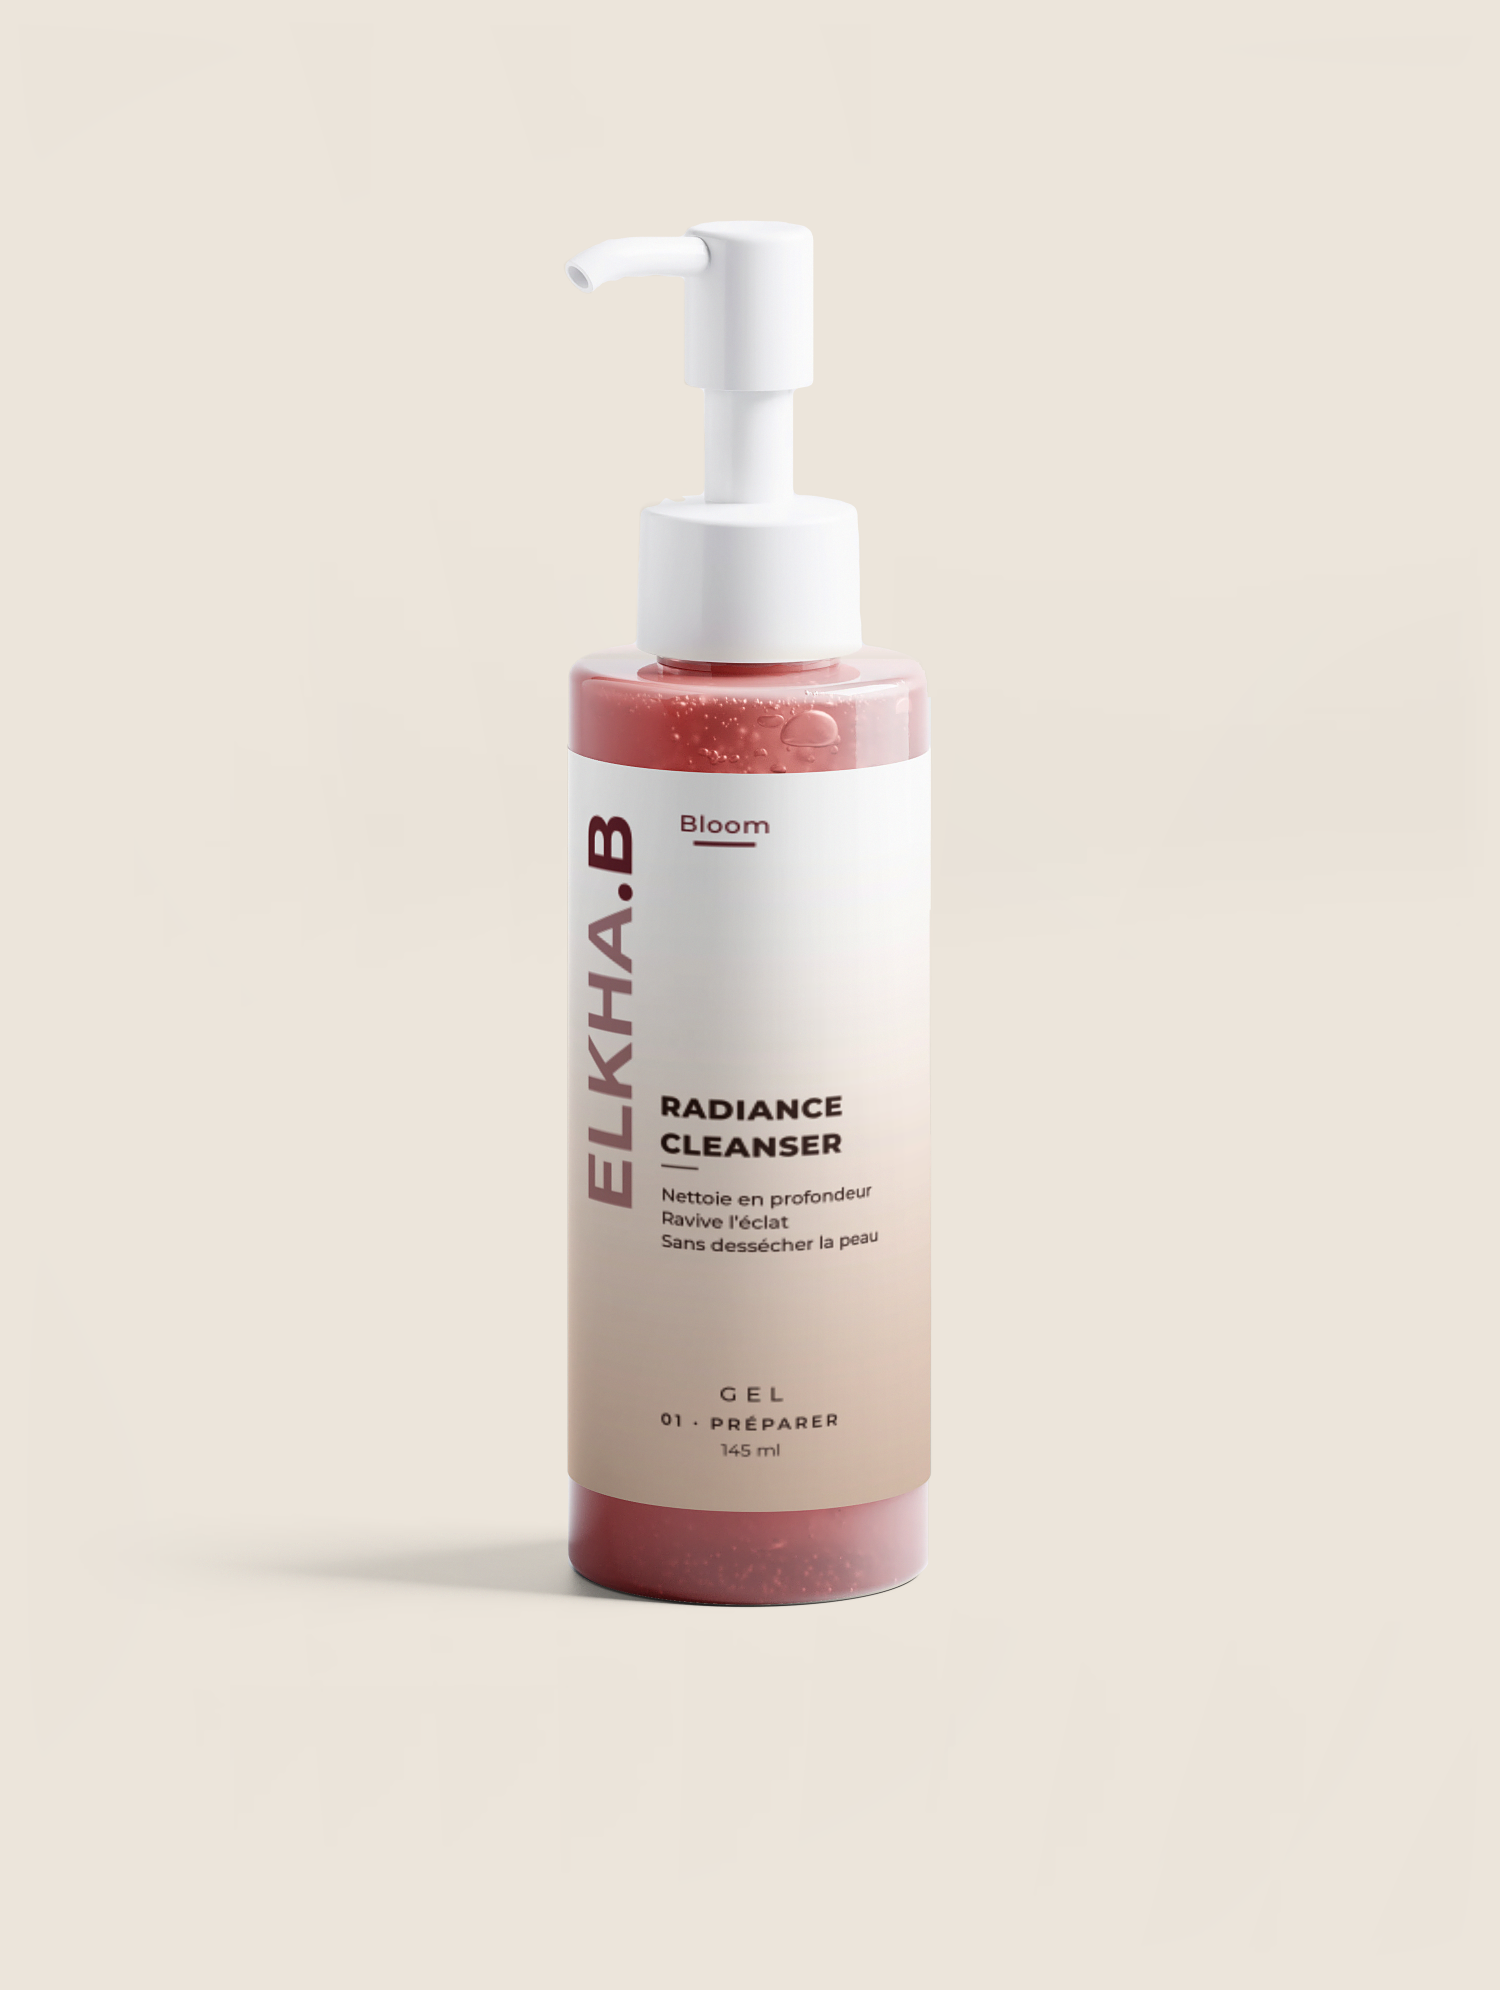 Bloom
ELKHA.B
RADIANCE
CLEANSER
Nettoie en profondeur
Ravive l'éclat
Sans dessécher la peau
GEL
01 · PRÉPARER
145 ml